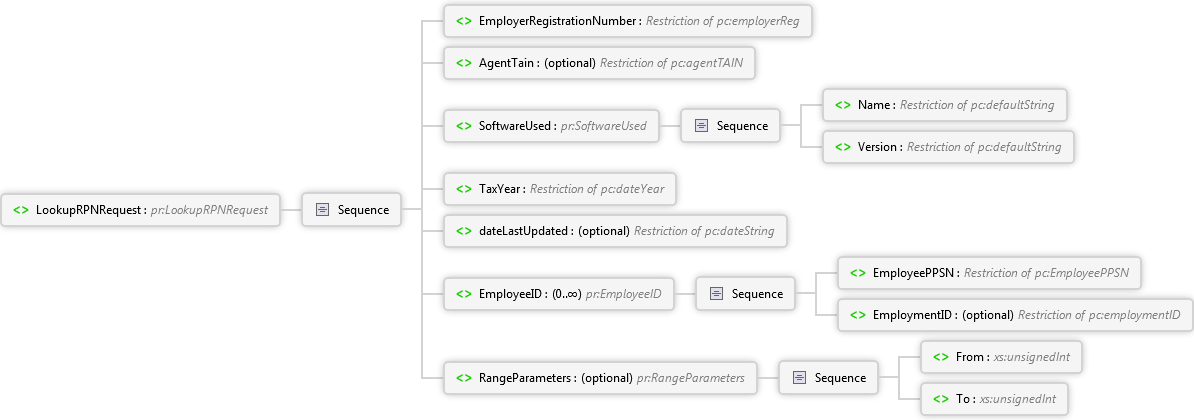 EmployerRegistrationNumber : Restriction of pc:employerReg
AgentTain : (optional) Restriction of pc:agentTAIN
SoftwareUsed : pr:SoftwareUsed
Sequence
Name : Restriction of pc:defaultString
Version : Restriction of pc:defaultString
TaxYear : Restriction of pc:dateYear
LookupRPNRequest : pr:LookupRPNRequest
Sequence
dateLastUpdated : (optional) Restriction of pc:dateString
EmployeeID : (0..∞) pr:EmployeeID
Sequence
EmployeePPSN : Restriction of pc:EmployeePPSN
EmploymentID : (optional) Restriction of pc:employmentID
RangeParameters : (optional) pr:RangeParameters
Sequence
From : xs:unsignedInt
To : xs:unsignedInt